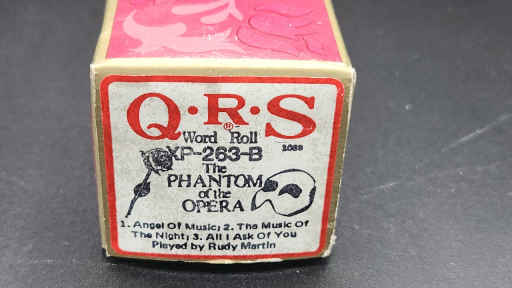 Q·R·S
® 
Word Roll
XP-263-B
The
PHANTOM
of the
OPERA
1. Angel Of Music; 2. The Music Of
The Night; 3. All I Ask Of You
Played by Rudy Martin